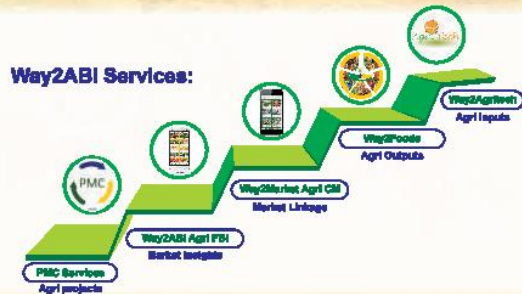 Way2ABI Services:
Way2Agritech
Agri Inputs
Way2Foods
Agri Outputs
Way2Market Agri CM
Market Linkage
Way2ABI Agri FBI
Market Insights
PMC
PMC Services
Agri projects